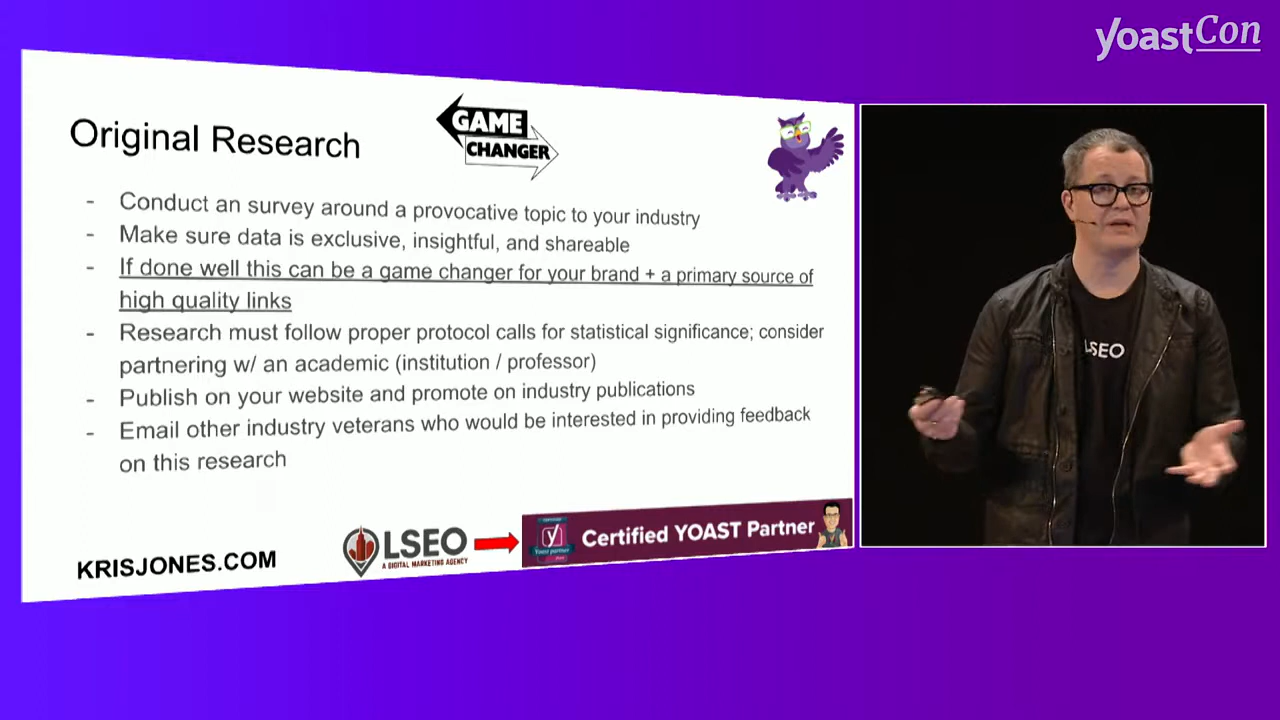 yoastCon
Original Research
GAME
CHANGER
- Conduct an survey around a provocative topic to your industry
- Make sure data is exclusive, insightful, and shareable
- If done well this can be a game changer for your brand + a primary source of
high quality links
- Research must follow proper protocol calls for statistical significance; consider
partnering w/ an academic (institution / professor)
- Publish on your website and promote on industry publications
- Email other industry veterans who would be interested in providing feedback
on this research
KRISJONES.COM
LSEO
A DIGITAL MARKETING AGENCY
y
Yoast partner
Certified YOAST Partner
LSEO